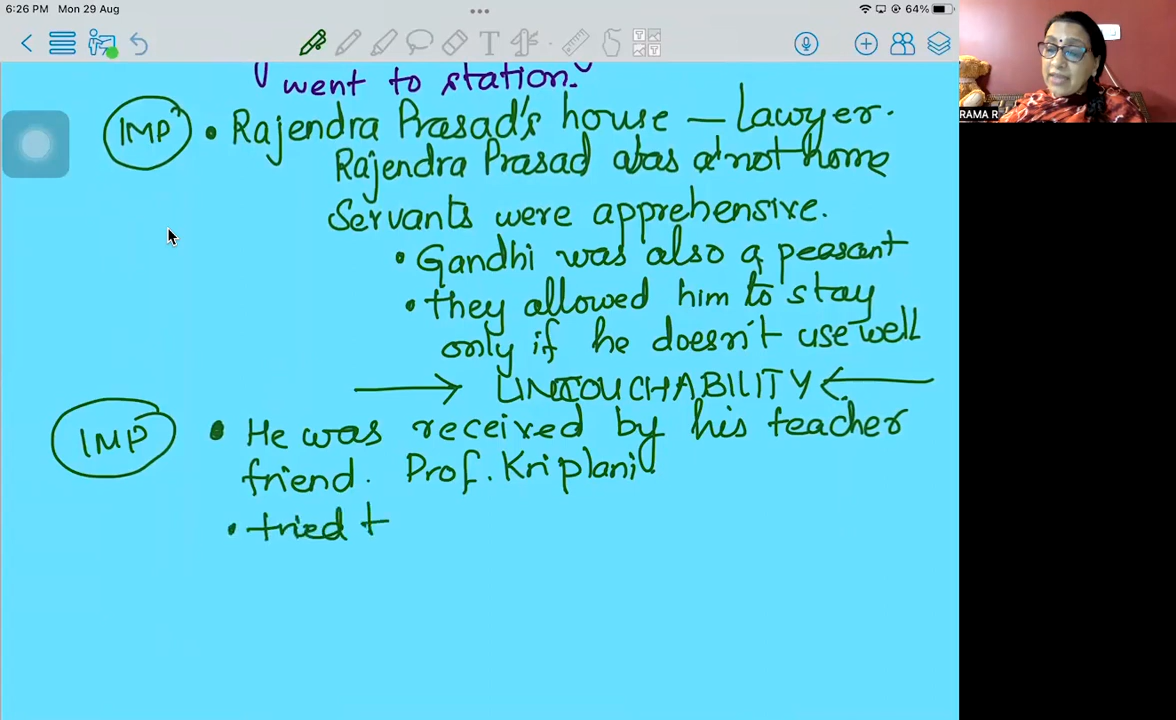 6:26 PM Mon 29 Aug
64%
T
went to station.
RAMA R
IMP • Rajendra Prasad's house — Lawyer.
Rajendra Prasad was not home
Servants were apprehensive.
• Gandhi was also a peasant
• they allowed him to stay
only if he doesn't use well
→ UNTOUCHABILITY ←
IMP • He was received by his teacher
friend. Prof. Kriplani
• tried t